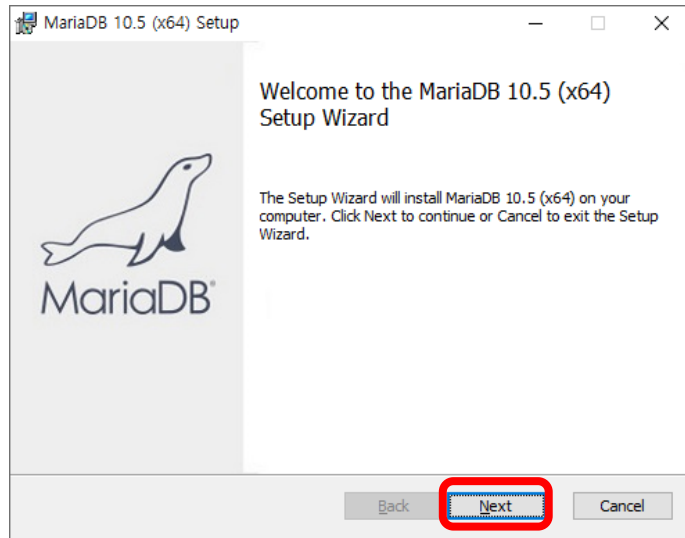 MariaDB 10.5 (x64) Setup
Welcome to the MariaDB 10.5 (x64)
Setup Wizard
The Setup Wizard will install MariaDB 10.5 (x64) on your
computer. Click Next to continue or Cancel to exit the Setup
Wizard.
MariaDB®
Back Next Cancel